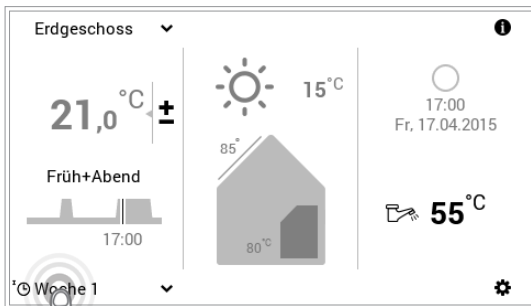 Erdgeschoss
21,0 °C ±
Früh+Abend
17:00
Woche 1
15°C
85°
80°C
17:00
Fr, 17.04.2015
55°C